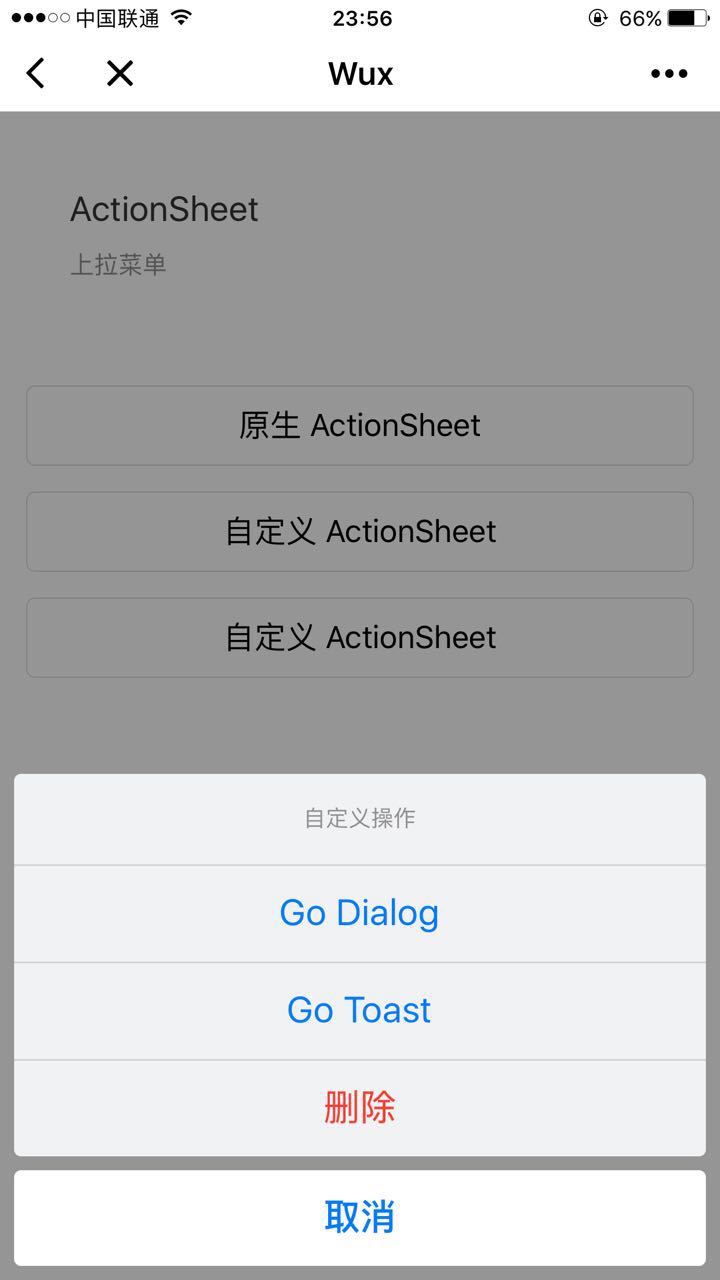 中国联通 23:56 66%
Wux
ActionSheet
上拉菜单
原生 ActionSheet
自定义 ActionSheet
自定义 ActionSheet
自定义操作
Go Dialog
Go Toast
删除
取消